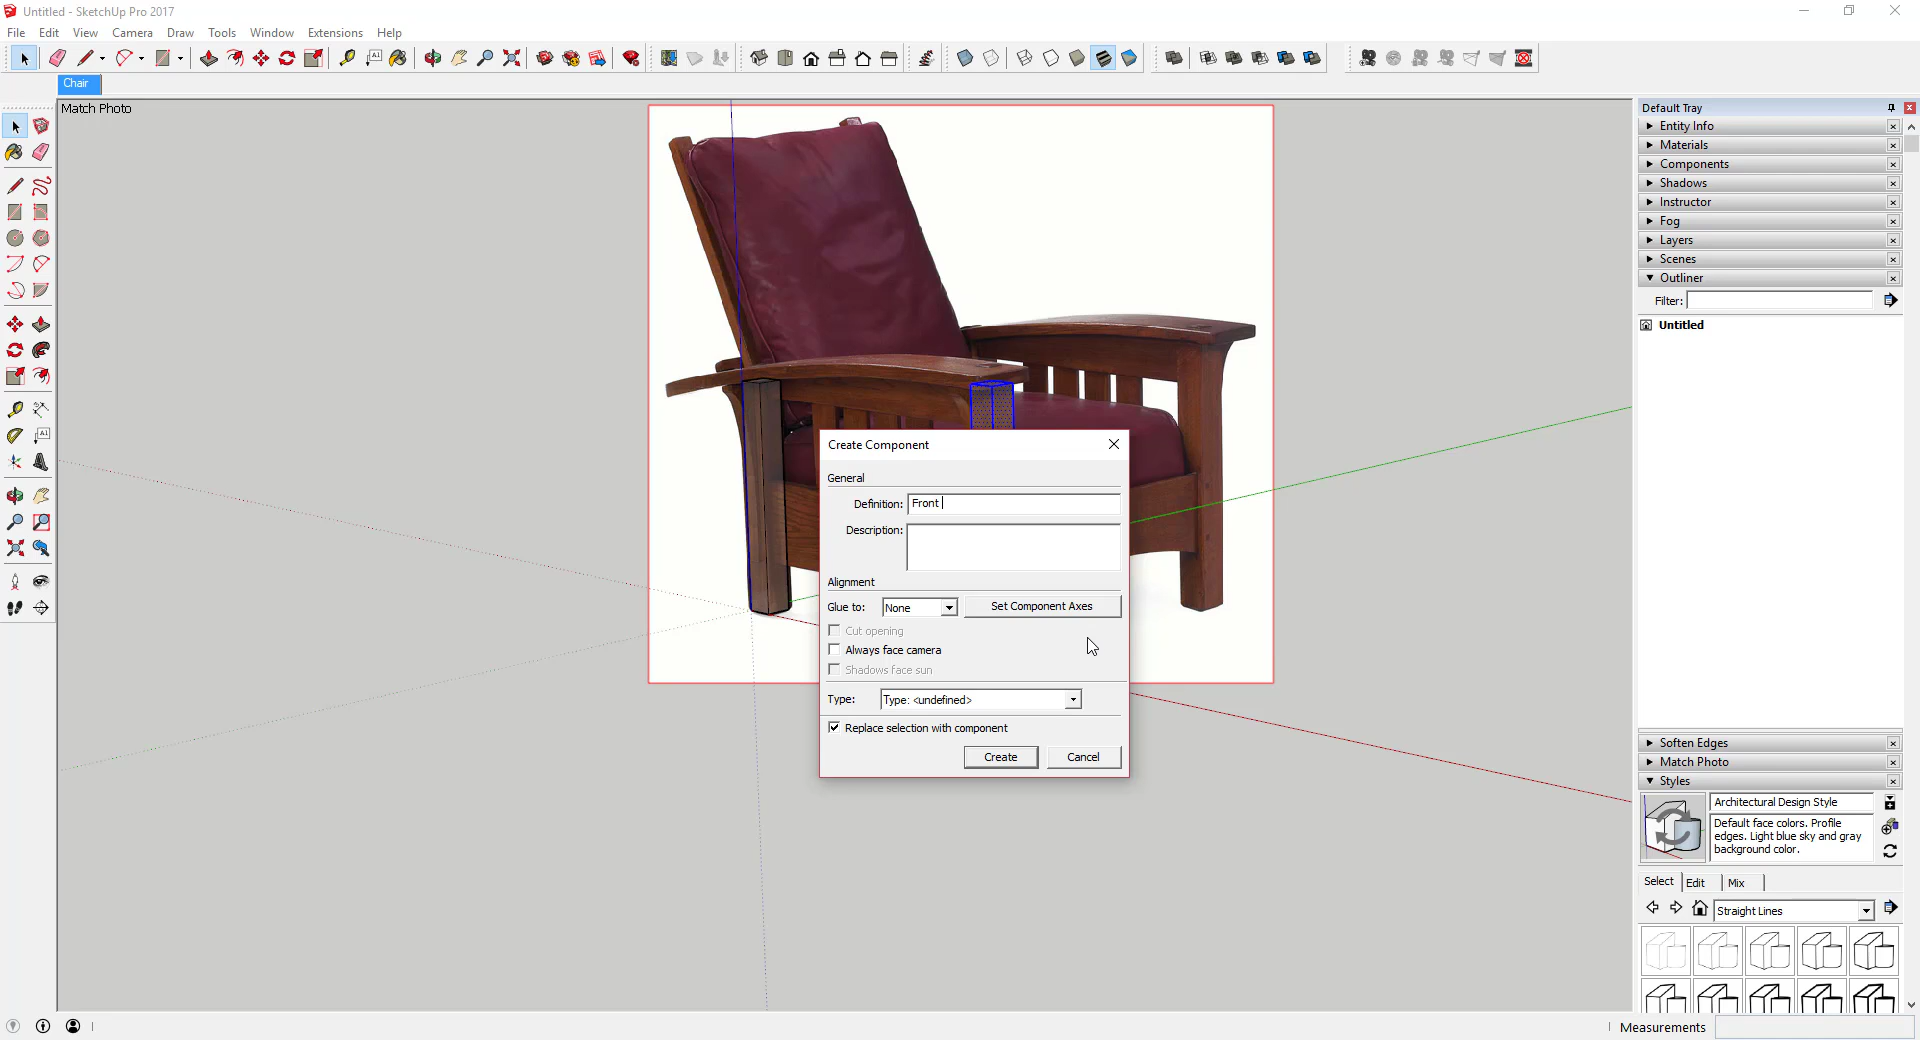 Untitled - SketchUp Pro 2017
File Edit View Camera Draw Tools Window Extensions Help
Chair
Match Photo
Default Tray
Entity Info
Materials
Components
Shadows
Instructor
Fog
Layers
Scenes
Outliner
Filter:
Untitled
Create Component
General
Definition: Front
Description:
Alignment
Glue to: None Set Component Axes
Cut opening
Always face camera
Shadows face sun
Type: Type: <undefined>
Replace selection with component
Create Cancel
Soften Edges
Match Photo
Styles
Architectural Design Style
Default face colors. Profile
edges. Light blue sky and gray
background color.
Select Edit Mix
Straight Lines
Measurements